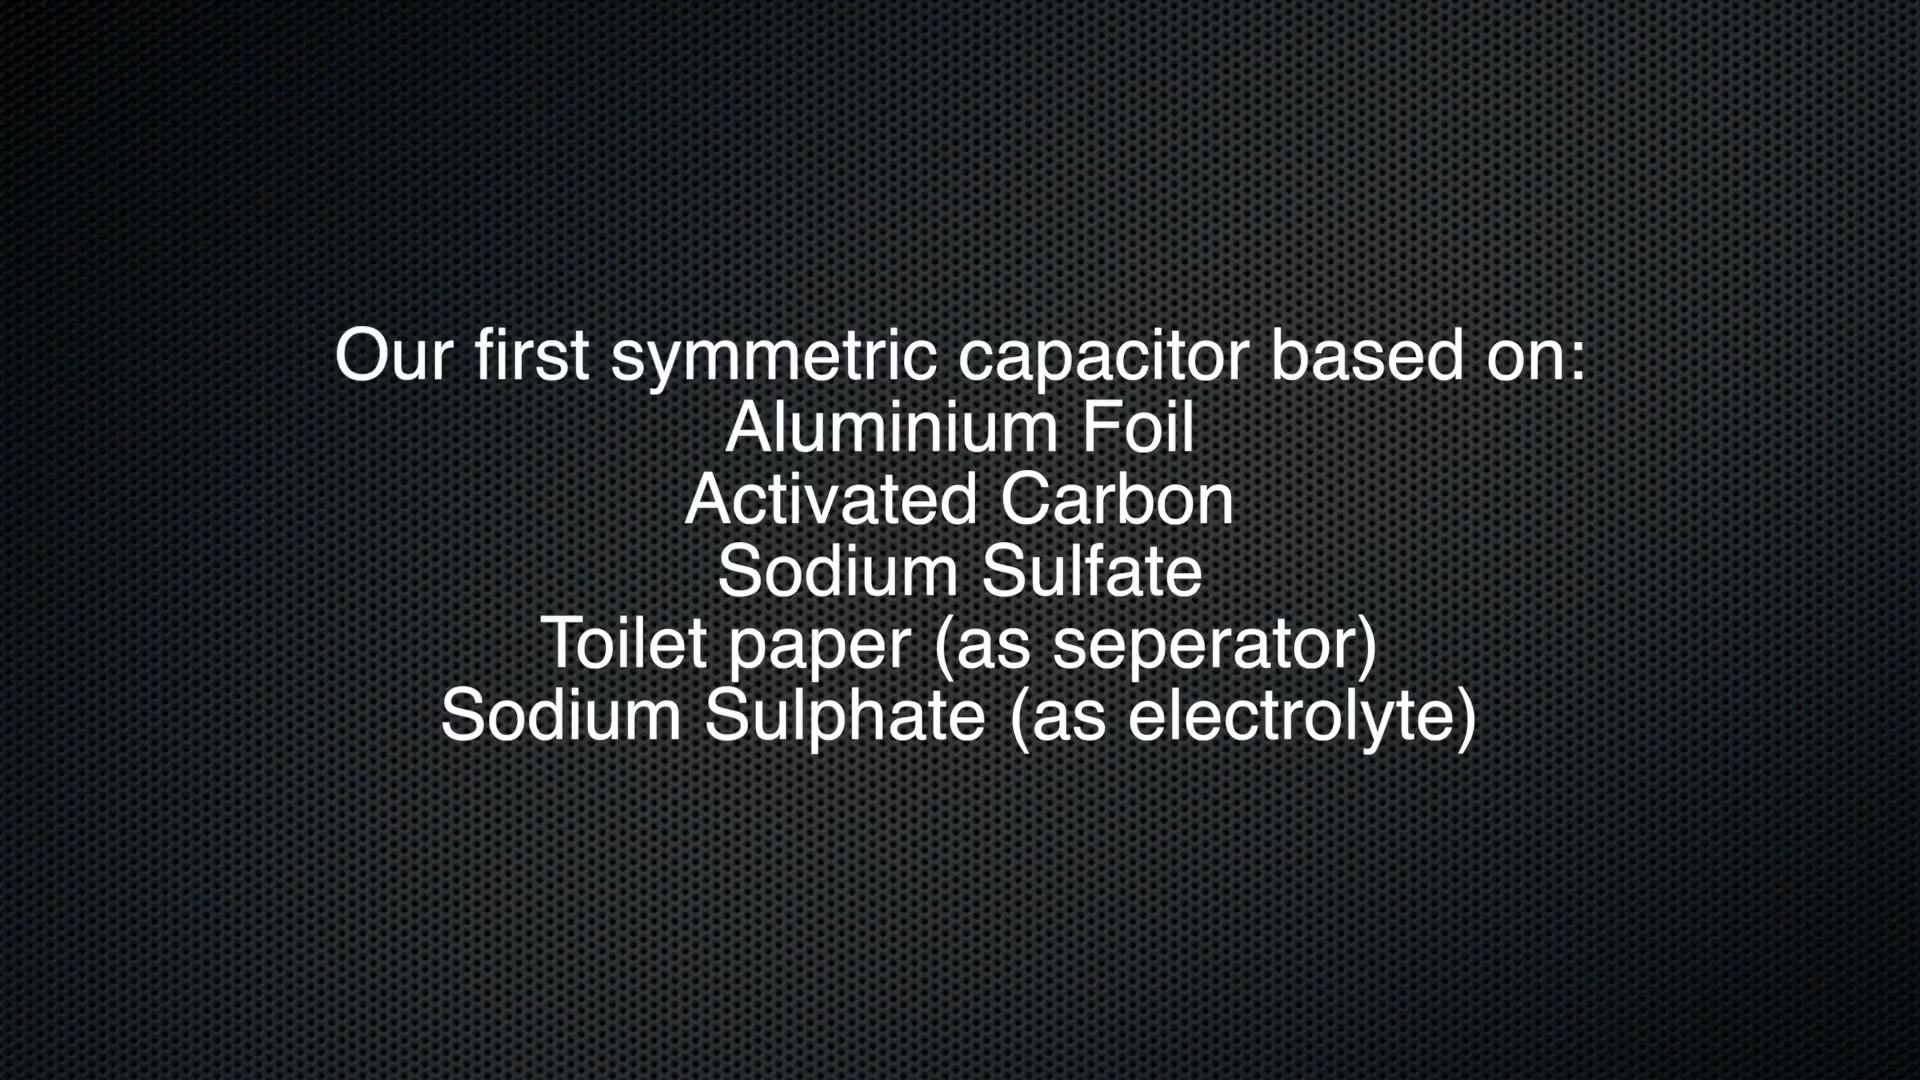 Our first symmetric capacitor based on:
Aluminium Foil
Activated Carbon
Sodium Sulfate
Toilet paper (as seperator)
Sodium Sulphate (as electrolyte)